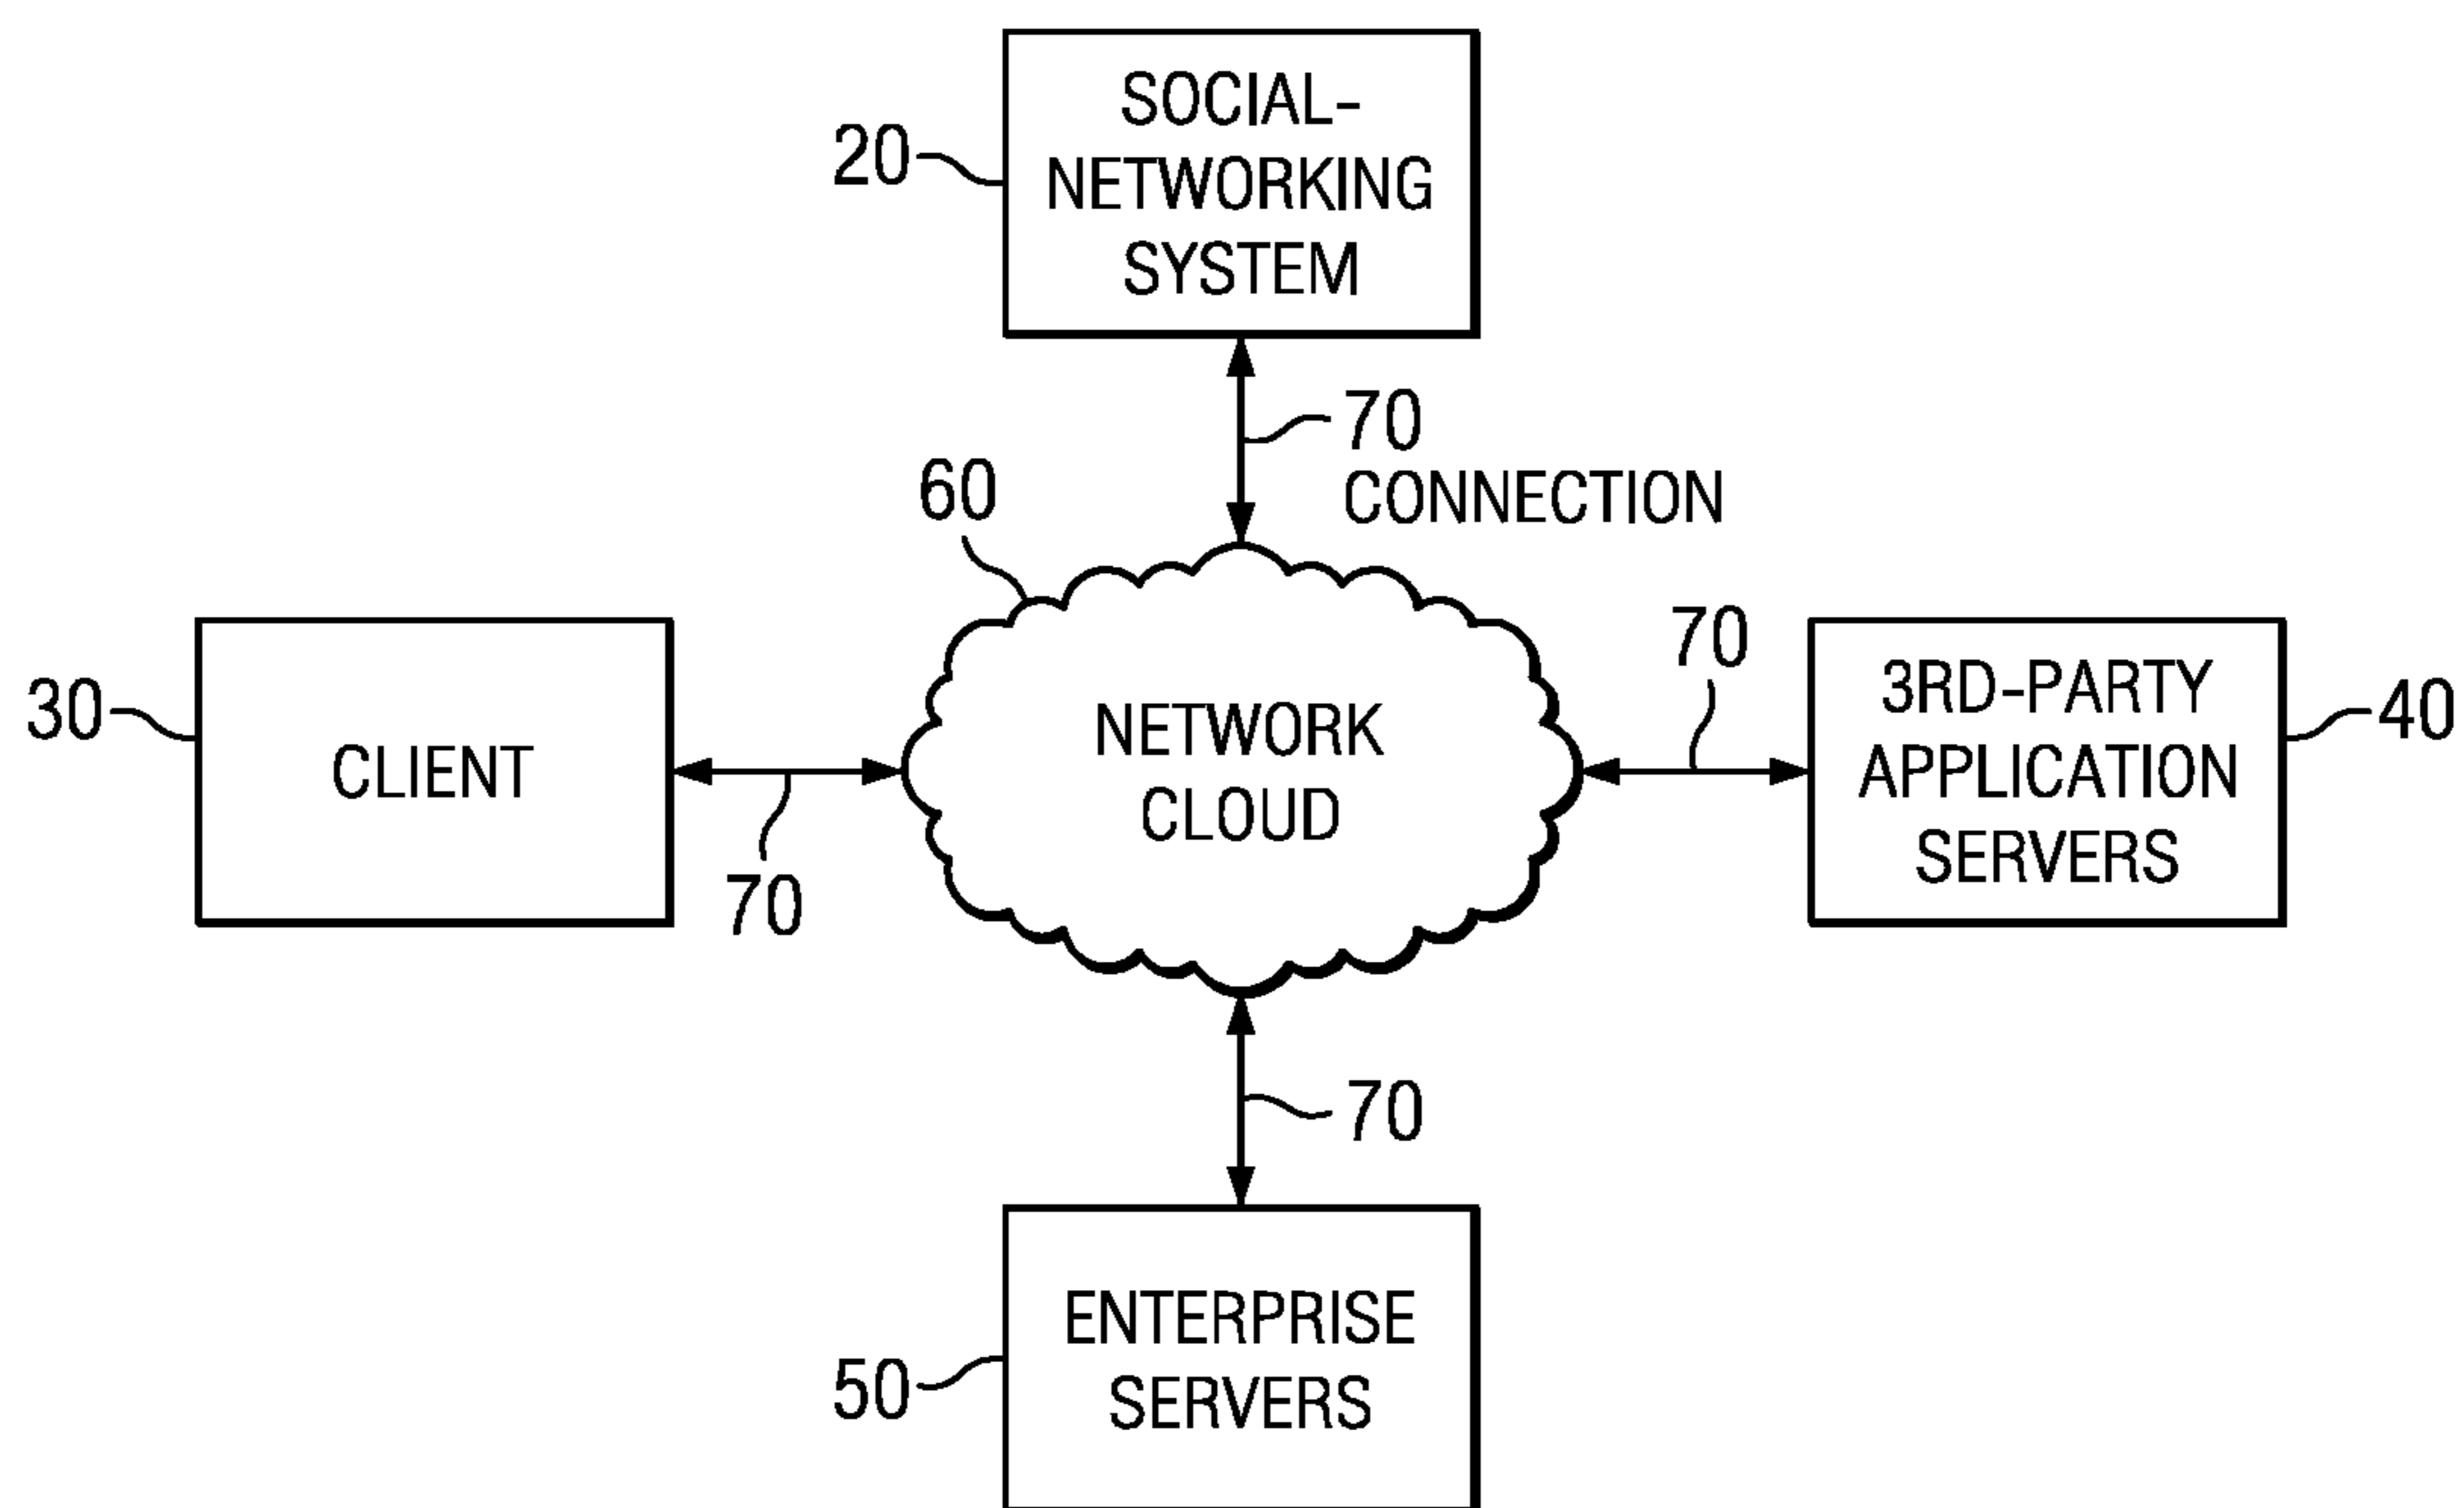 SOCIAL-
NETWORKING
SYSTEM
20
70
CONNECTION
60
30
CLIENT
70
NETWORK
CLOUD
70
3RD-PARTY
APPLICATION
SERVERS
40
70
ENTERPRISE
SERVERS
50